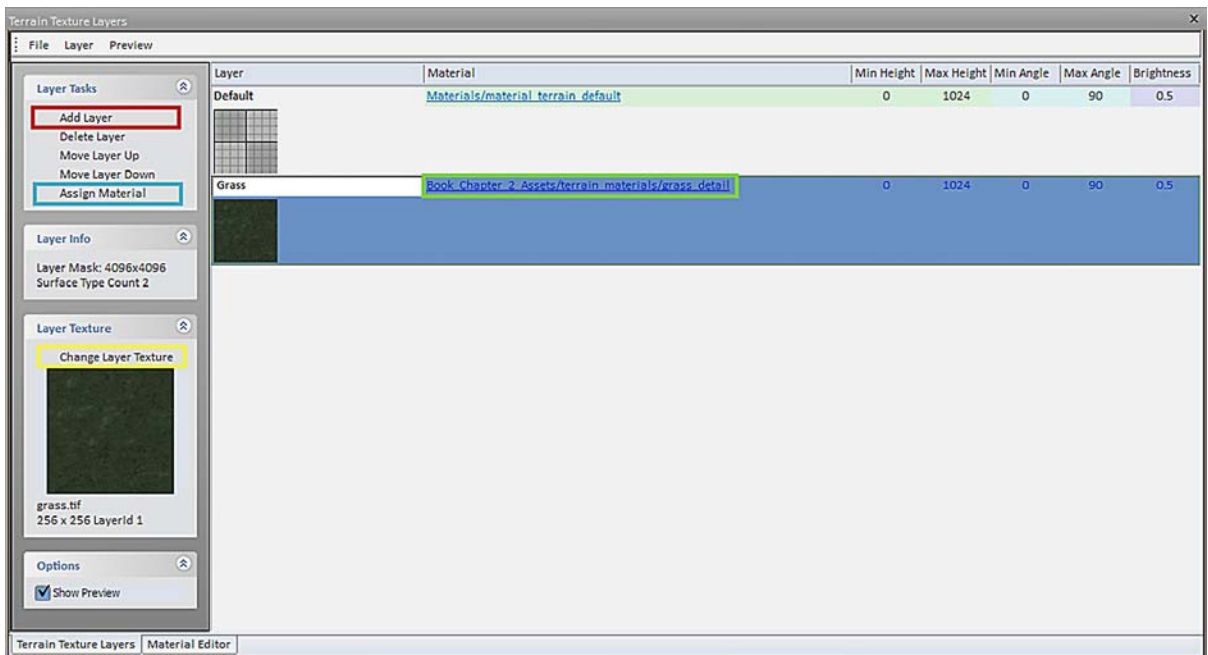 Terrain Texture Layers
File Layer Preview
Layer Tasks
Add Layer
Delete Layer
Move Layer Up
Move Layer Down
Assign Material
Layer Info
Layer Mask: 4096x4096
Surface Type Count 2
Layer Texture
Change Layer Texture
grass.tif
256 x 256 LayerId 1
Options
Show Preview
Layer Material Min Height Max Height Min Angle Max Angle Brightness
Default Materials/material_terrain_default 0 1024 0 90 0.5
Grass Book_Chapter_2_Assets/terrain_materials/grass_detail 0 1024 0 90 0.5
Terrain Texture Layers Material Editor